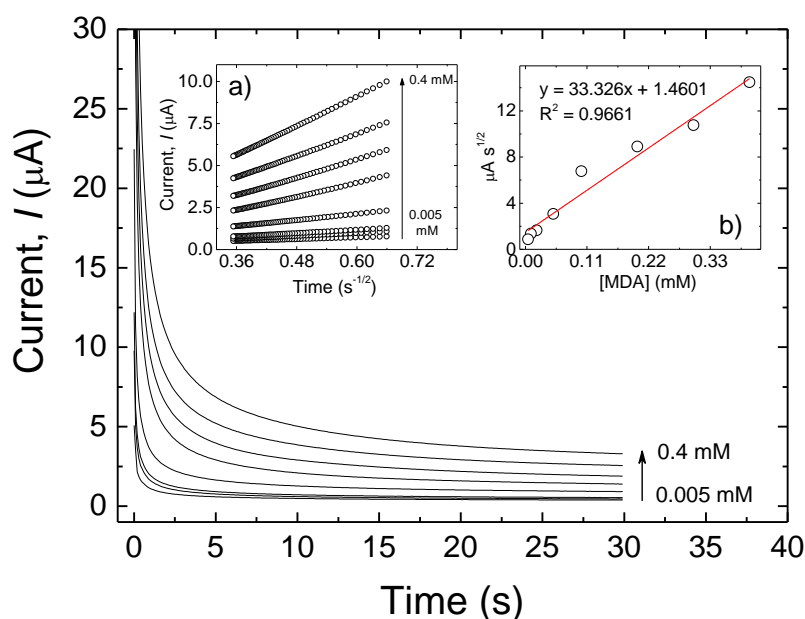 30
25
20
15
10
5
0
Current, I (μA)
0 5 10 15 20 25 30 35 40
Time (s)
0.4 mM
0.005 mM
a)
10.0
7.5
5.0
2.5
0.0
Current, I (μA)
0.36 0.48 0.60 0.72
Time (s-1/2)
0.4 mM
0.005
mM
y = 33.326x + 1.4601
R2 = 0.9661
12
8
4
0
μA s1/2
b)
0.00 0.11 0.22 0.33
[MDA] (mM)